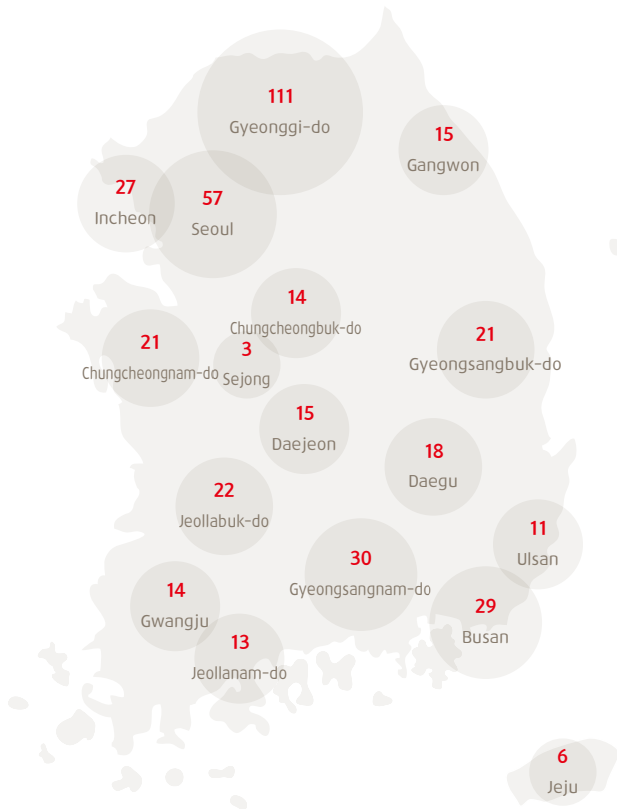 111
Gyeonggi-do
15
Gangwon
27
Incheon
57
Seoul
14
Chungcheongbuk-do
21
Chungcheongnam-do
3
Sejong
21
Gyeongsangbuk-do
15
Daejeon
18
Daegu
22
Jeollabuk-do
11
Ulsan
30
Gyeongsangnam-do
14
Gwangju
29
Busan
13
Jeollanam-do
6
Jeju